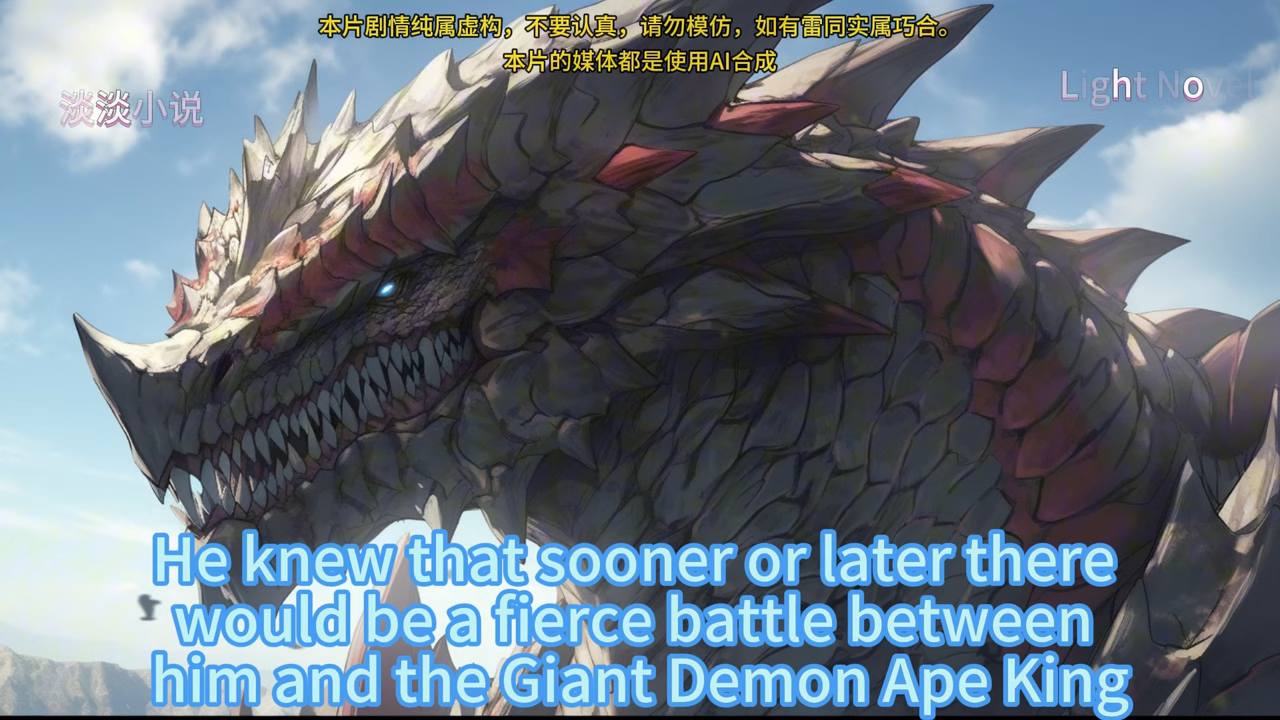 本片剧情纯属虚构，不要认真，请勿模仿，如有雷同实属巧合。
本片的媒体都是使用AI合成
淡淡小说
Light Novel
He knew that sooner or later there
would be a fierce battle between
him and the Giant Demon Ape King